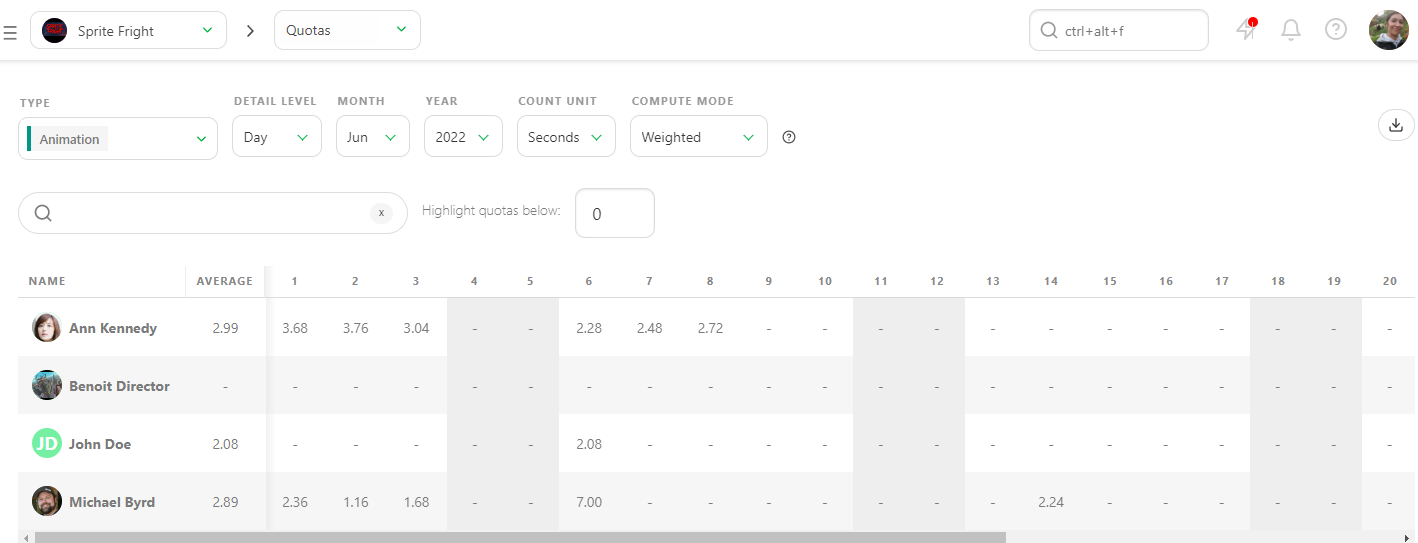 Sprite Fright
Quotas
ctrl+alt+f
TYPE DETAIL LEVEL MONTH YEAR COUNT UNIT COMPUTE MODE
Animation Day Jun 2022 Seconds Weighted
x Highlight quotas below: 0
NAME AVERAGE 1 2 3 4 5 6 7 8 9 10 11 12 13 14 15 16 17 18 19 20
Ann Kennedy 2.99 3.68 3.76 3.04 - - 2.28 2.48 2.72 - - - - - - - - - - - -
Benoit Director - - - - - - - - - - - - - - - - - - - - -
JD John Doe 2.08 - - - - - 2.08 - - - - - - - - - - - - - -
Michael Byrd 2.89 2.36 1.16 1.68 - - 7.00 - - - - - - - 2.24 - - - - - -